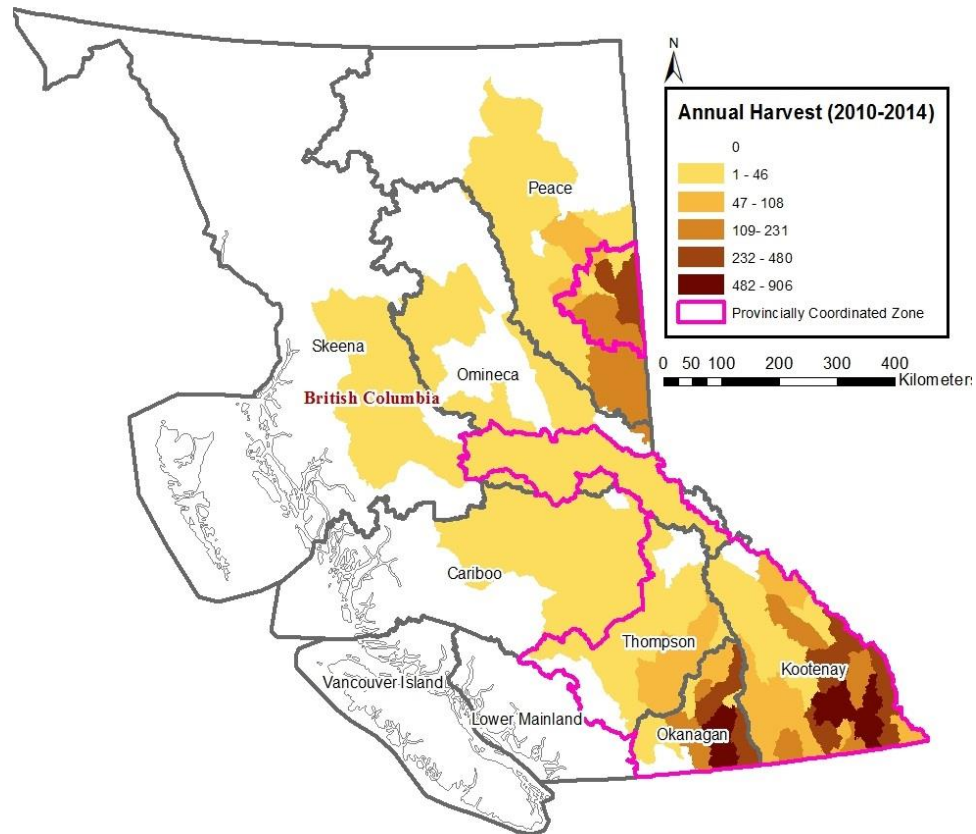 N
Annual Harvest (2010-2014)
0
1 - 46
47 - 108
109- 231
232 - 480
482 - 906
Provincially Coordinated Zone
0 50 100 200 300 400
Kilometers
Peace
Skeena
Omineca
British Columbia
Cariboo
Thompson
Kootenay
Vancouver Island
Lower Mainland
Okanagan